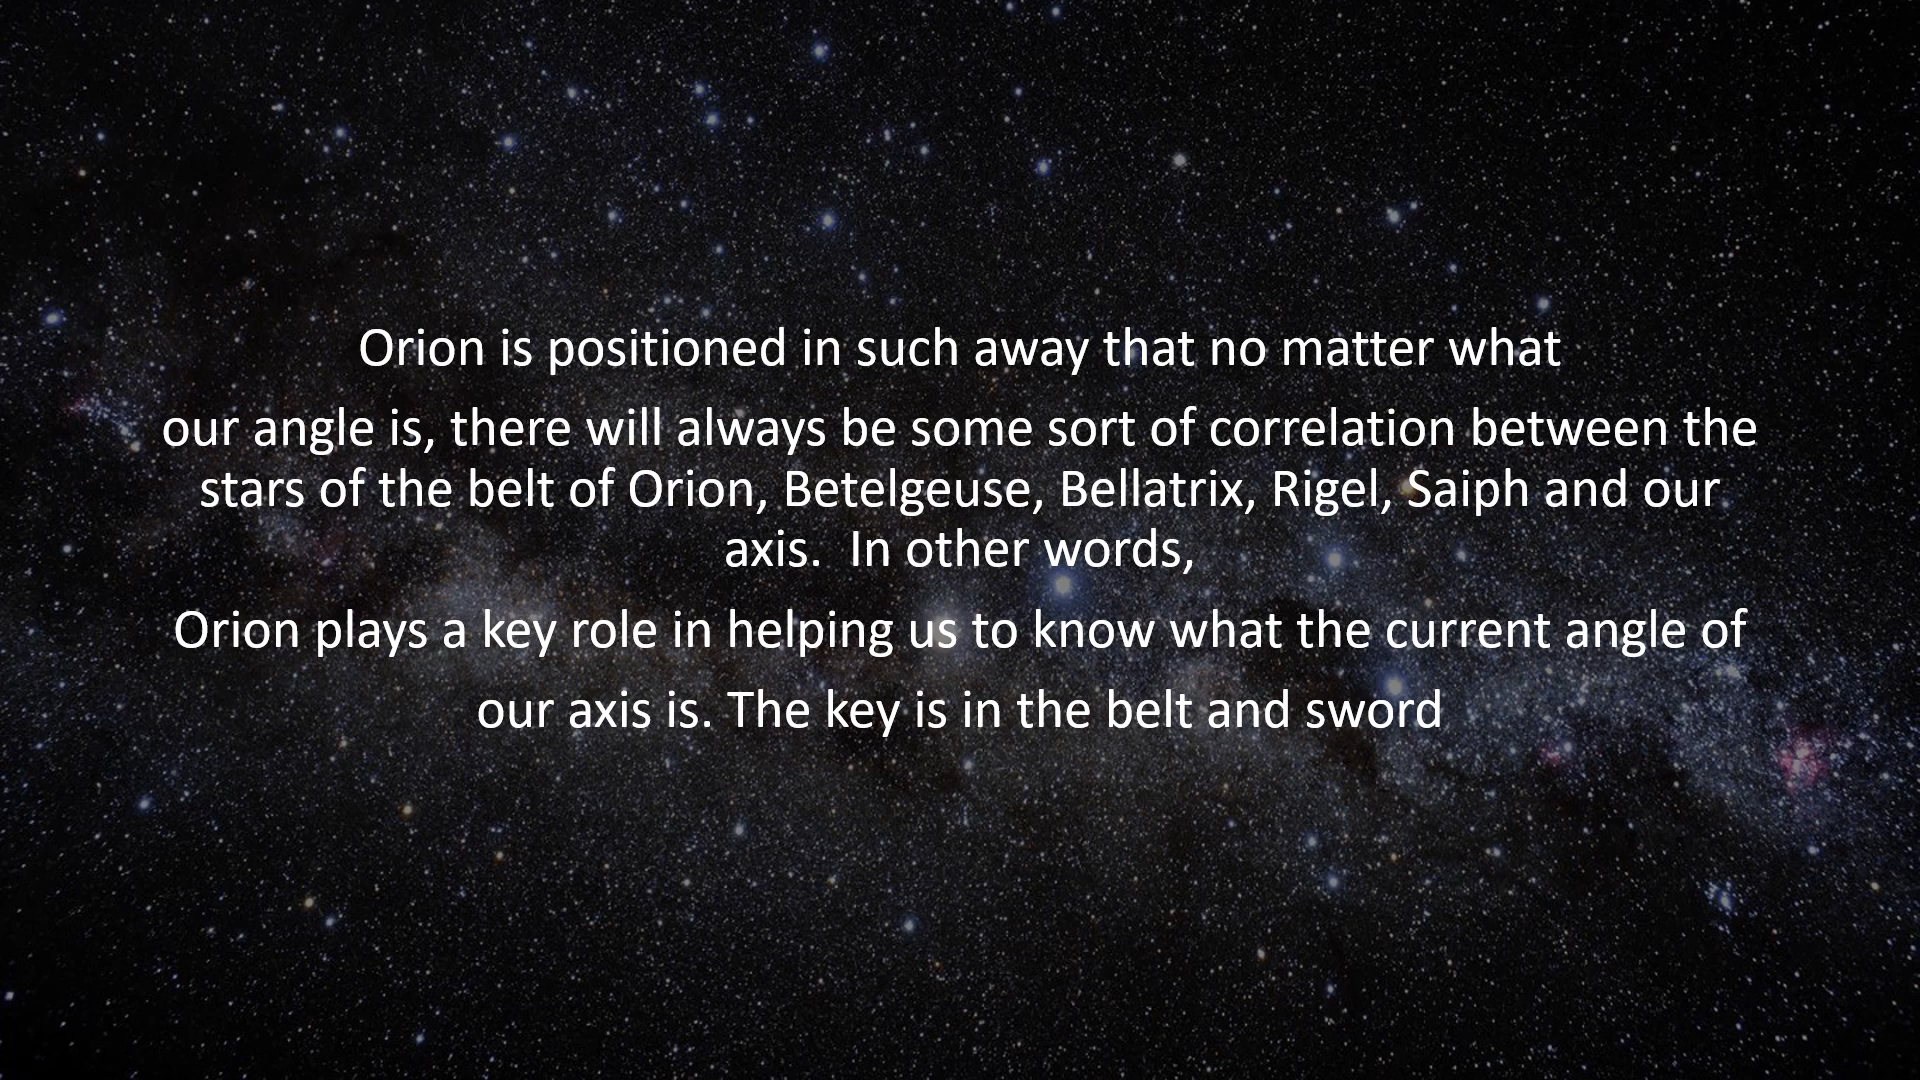 Orion is positioned in such away that no matter what
our angle is, there will always be some sort of correlation between the
stars of the belt of Orion, Betelgeuse, Bellatrix, Rigel, Saiph and our
axis.  In other words,
Orion plays a key role in helping us to know what the current angle of
our axis is. The key is in the belt and sword